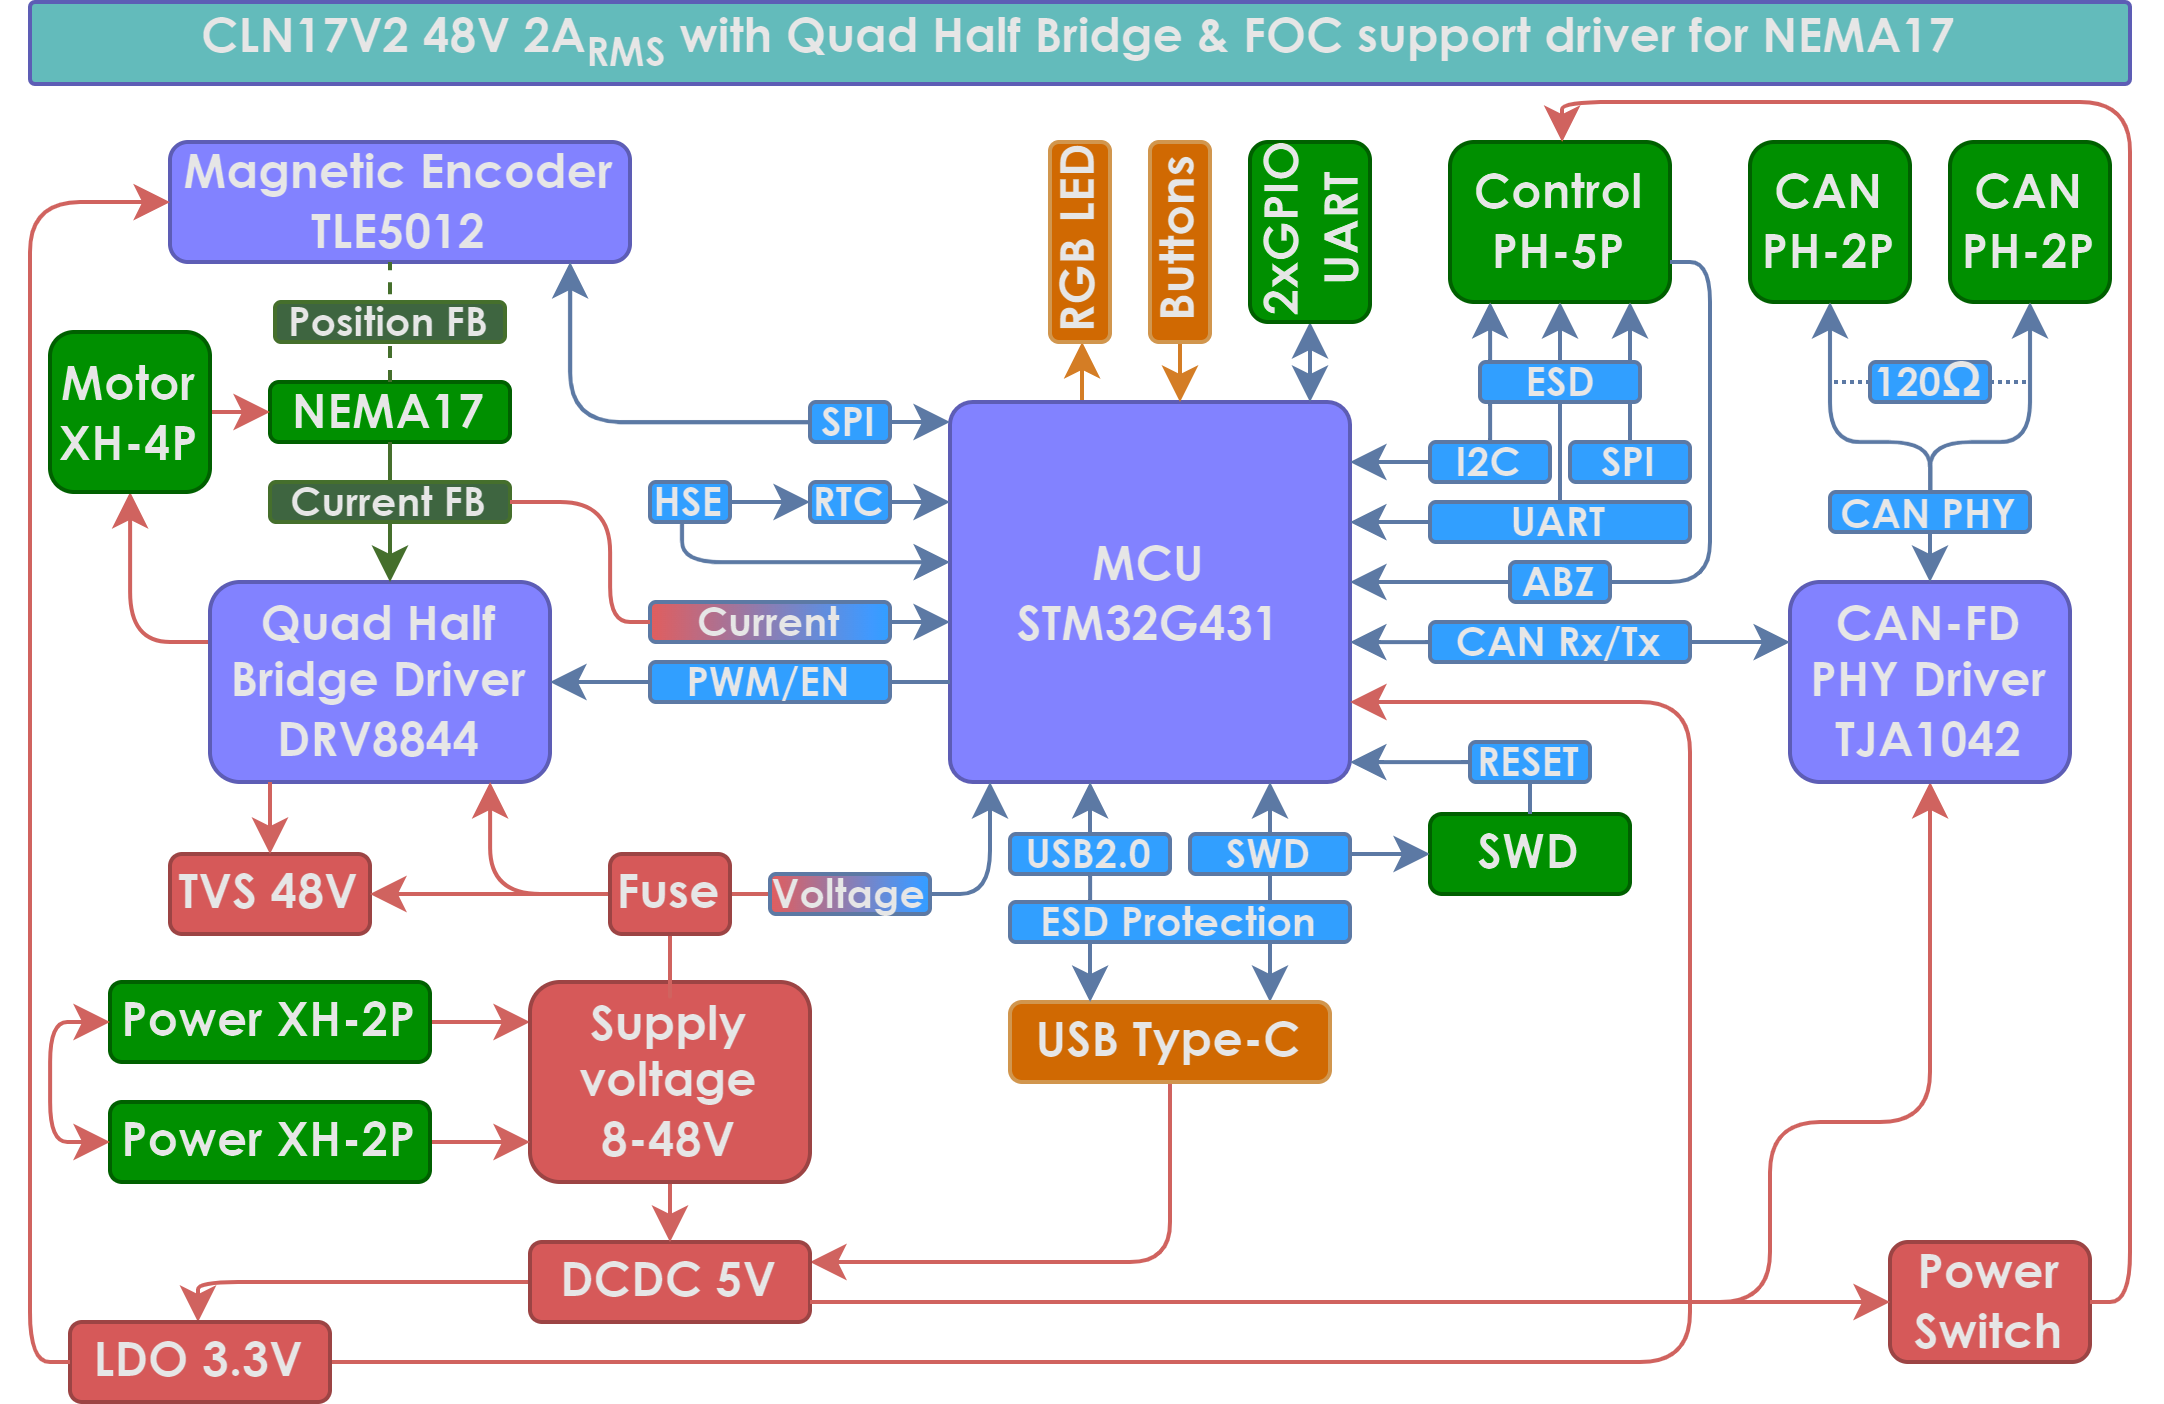 CLN17V2 48V 2ARMS with Quad Half Bridge & FOC support driver for NEMA17
Magnetic Encoder
TLE5012
Position FB
Motor
XH-4P
NEMA17
Current FB
Quad Half
Bridge Driver
DRV8844
TVS 48V
Fuse
Voltage
Power XH-2P
Power XH-2P
Supply
voltage
8-48V
DCDC 5V
LDO 3.3V
SPI
HSE
RTC
Current
PWM/EN
RGB LED
Buttons
2xGPIO
UART
MCU
STM32G431
USB2.0
SWD
ESD Protection
USB Type-C
Control
PH-5P
ESD
I2C
SPI
UART
ABZ
CAN Rx/Tx
RESET
SWD
CAN
PH-2P
CAN
PH-2P
120Ω
CAN PHY
CAN-FD
PHY Driver
TJA1042
Power
Switch